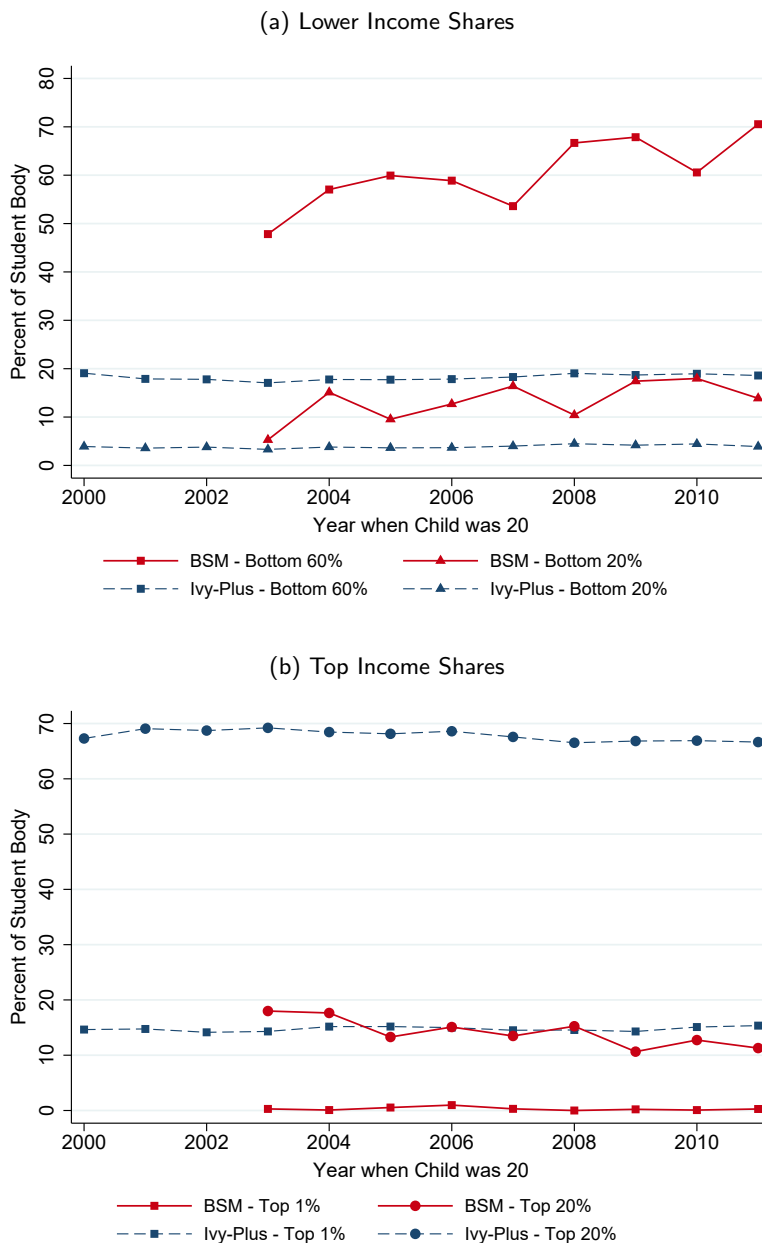 (a) Lower Income Shares
80
70
60
50
40
30
20
10
0
Percent of Student Body
2000 2002 2004 2006 2008 2010
Year when Child was 20
BSM - Bottom 60% BSM - Bottom 20%
Ivy-Plus - Bottom 60% Ivy-Plus - Bottom 20%
(b) Top Income Shares
70
60
50
40
30
20
10
0
Percent of Student Body
2000 2002 2004 2006 2008 2010
Year when Child was 20
BSM - Top 1% BSM - Top 20%
Ivy-Plus - Top 1% Ivy-Plus - Top 20%